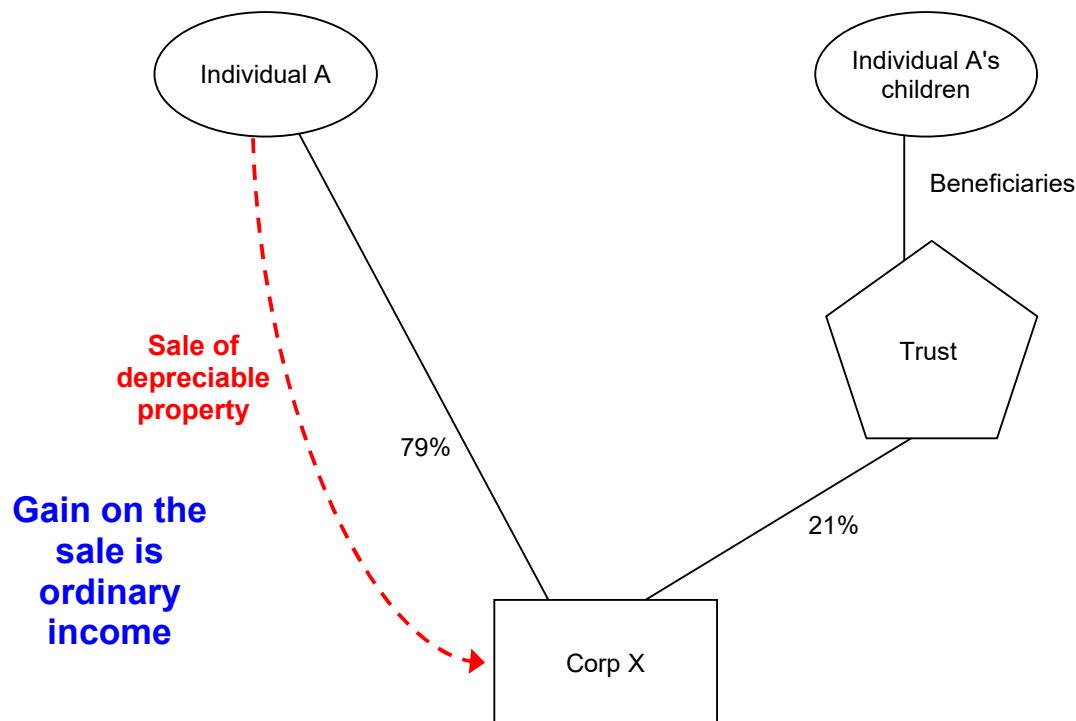 Individual A
Individual A's
children
Beneficiaries
Trust
Sale of
depreciable
property
79%
Gain on the
sale is
ordinary
income
21%
Corp X